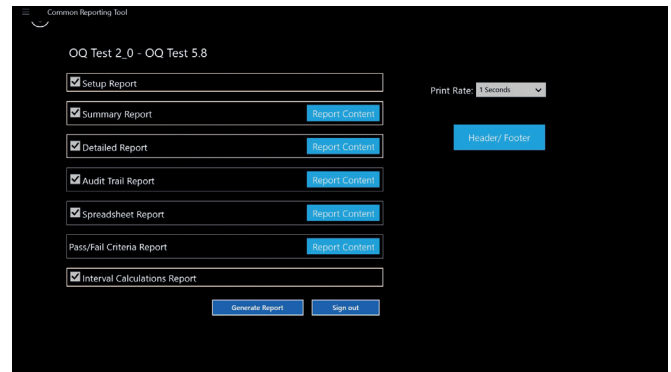 Common Reporting Tool
OQ Test 2_0 - OQ Test 5.8
Setup Report
Print Rate: 1 Seconds
Summary Report Report Content
Header/ Footer
Detailed Report Report Content
Audit Trail Report Report Content
Spreadsheet Report Report Content
Pass/Fail Criteria Report Report Content
Interval Calculations Report
Generate Report Sign out